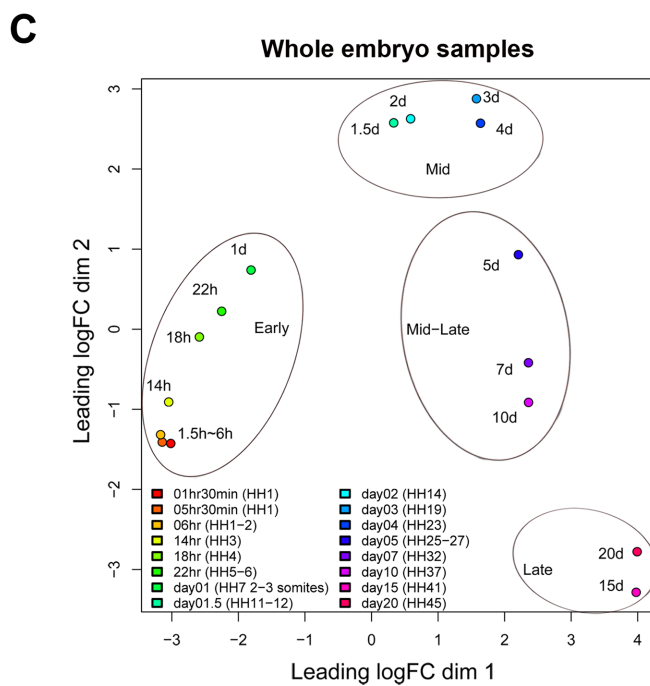 C
Whole embryo samples
Leading logFC dim 2
3
2
1
0
−1
−2
−3
2d
3d
1.5d
4d
Mid
1d
22h
18h
Early
14h
1.5h~6h
5d
Mid−Late
7d
10d
20d
Late
15d
01hr30min (HH1)
05hr30min (HH1)
06hr (HH1−2)
14hr (HH3)
18hr (HH4)
22hr (HH5−6)
day01 (HH7 2−3 somites)
day01.5 (HH11−12)
day02 (HH14)
day03 (HH19)
day04 (HH23)
day05 (HH25−27)
day07 (HH32)
day10 (HH37)
day15 (HH41)
day20 (HH45)
−3 −2 −1 0 1 2 3 4
Leading logFC dim 1